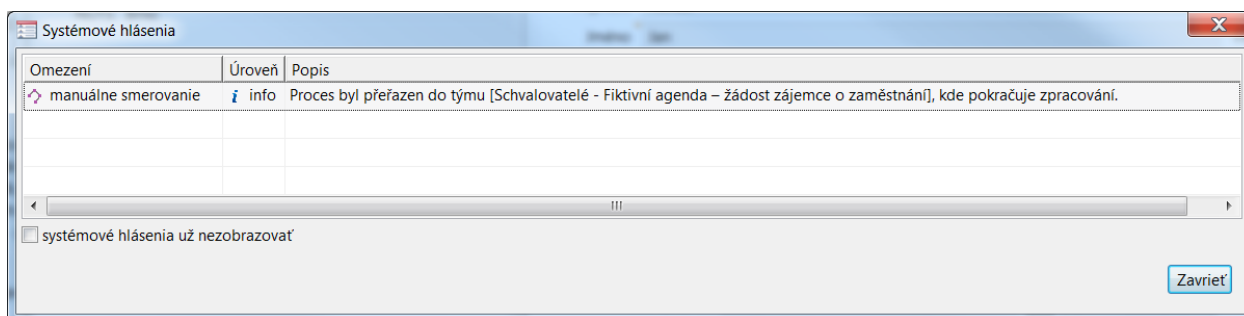 Systémové hlásenia
Omezení Úroveň Popis
manuálne smerovanie i info Proces byl přeřazen do týmu [Schvalovatelé - Fiktivní agenda – žádost zájemce o zaměstnání], kde pokračuje zpracování.
systémové hlásenia už nezobrazovať
Zavrieť